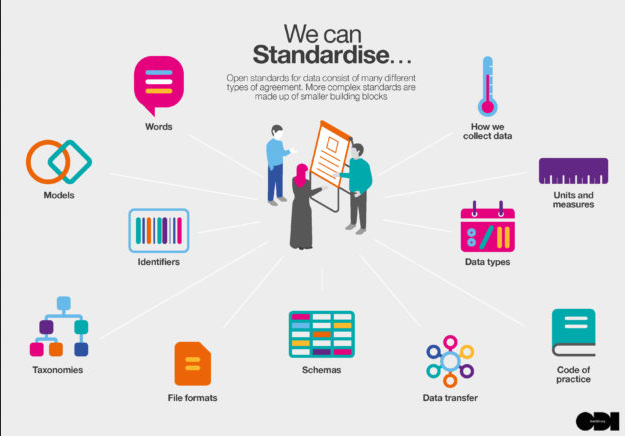 We can
Standardise...
Open standards for data consist of many different
types of agreement. More complex standards are
made up of smaller building blocks
Words
How we
collect data
Models
Units and
measures
Identifiers
Data types
Taxonomies
File formats
Schemas
Data transfer
Code of
practice
ODI